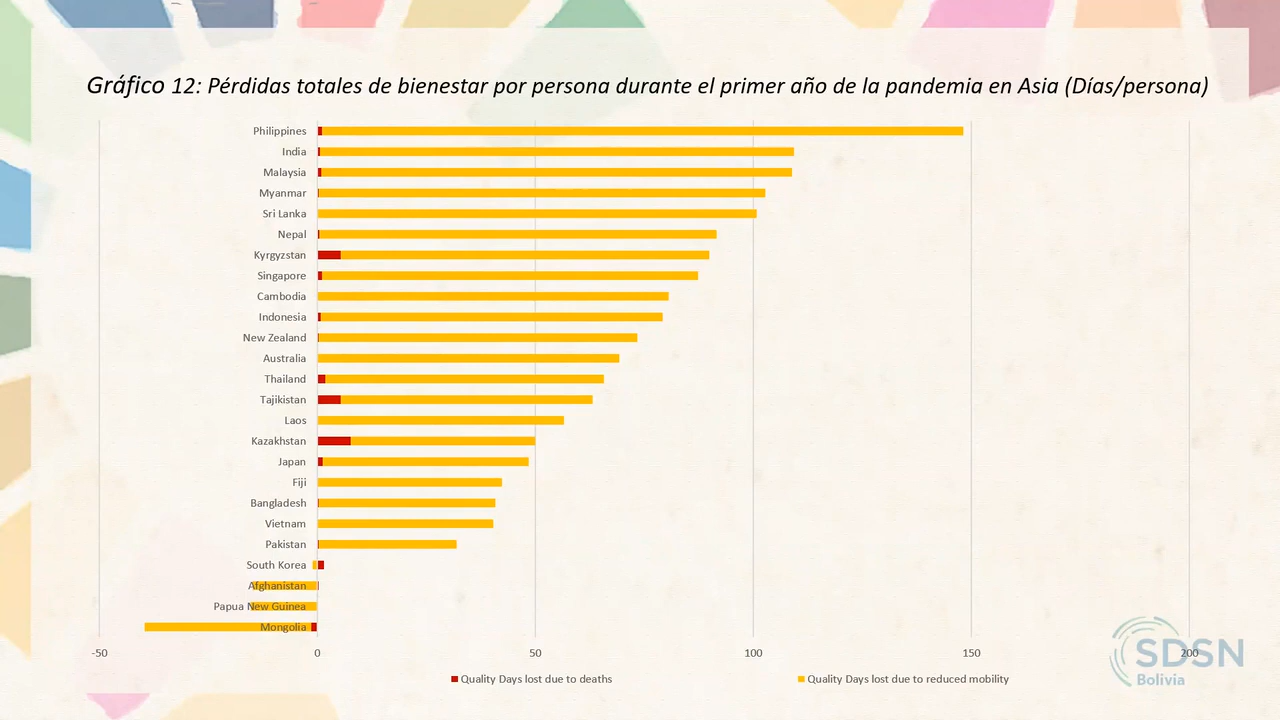 Gráfico 12: Pérdidas totales de bienestar por persona durante el primer año de la pandemia en Asia (Días/persona)
Philippines
India
Malaysia
Myanmar
Sri Lanka
Nepal
Kyrgyzstan
Singapore
Cambodia
Indonesia
New Zealand
Australia
Thailand
Tajikistan
Laos
Kazakhstan
Japan
Fiji
Bangladesh
Vietnam
Pakistan
South Korea
Afghanistan
Papua New Guinea
Mongolia
-50 0 50 100 150 200
Quality Days lost due to deaths Quality Days lost due to reduced mobility
SDSN
Bolivia